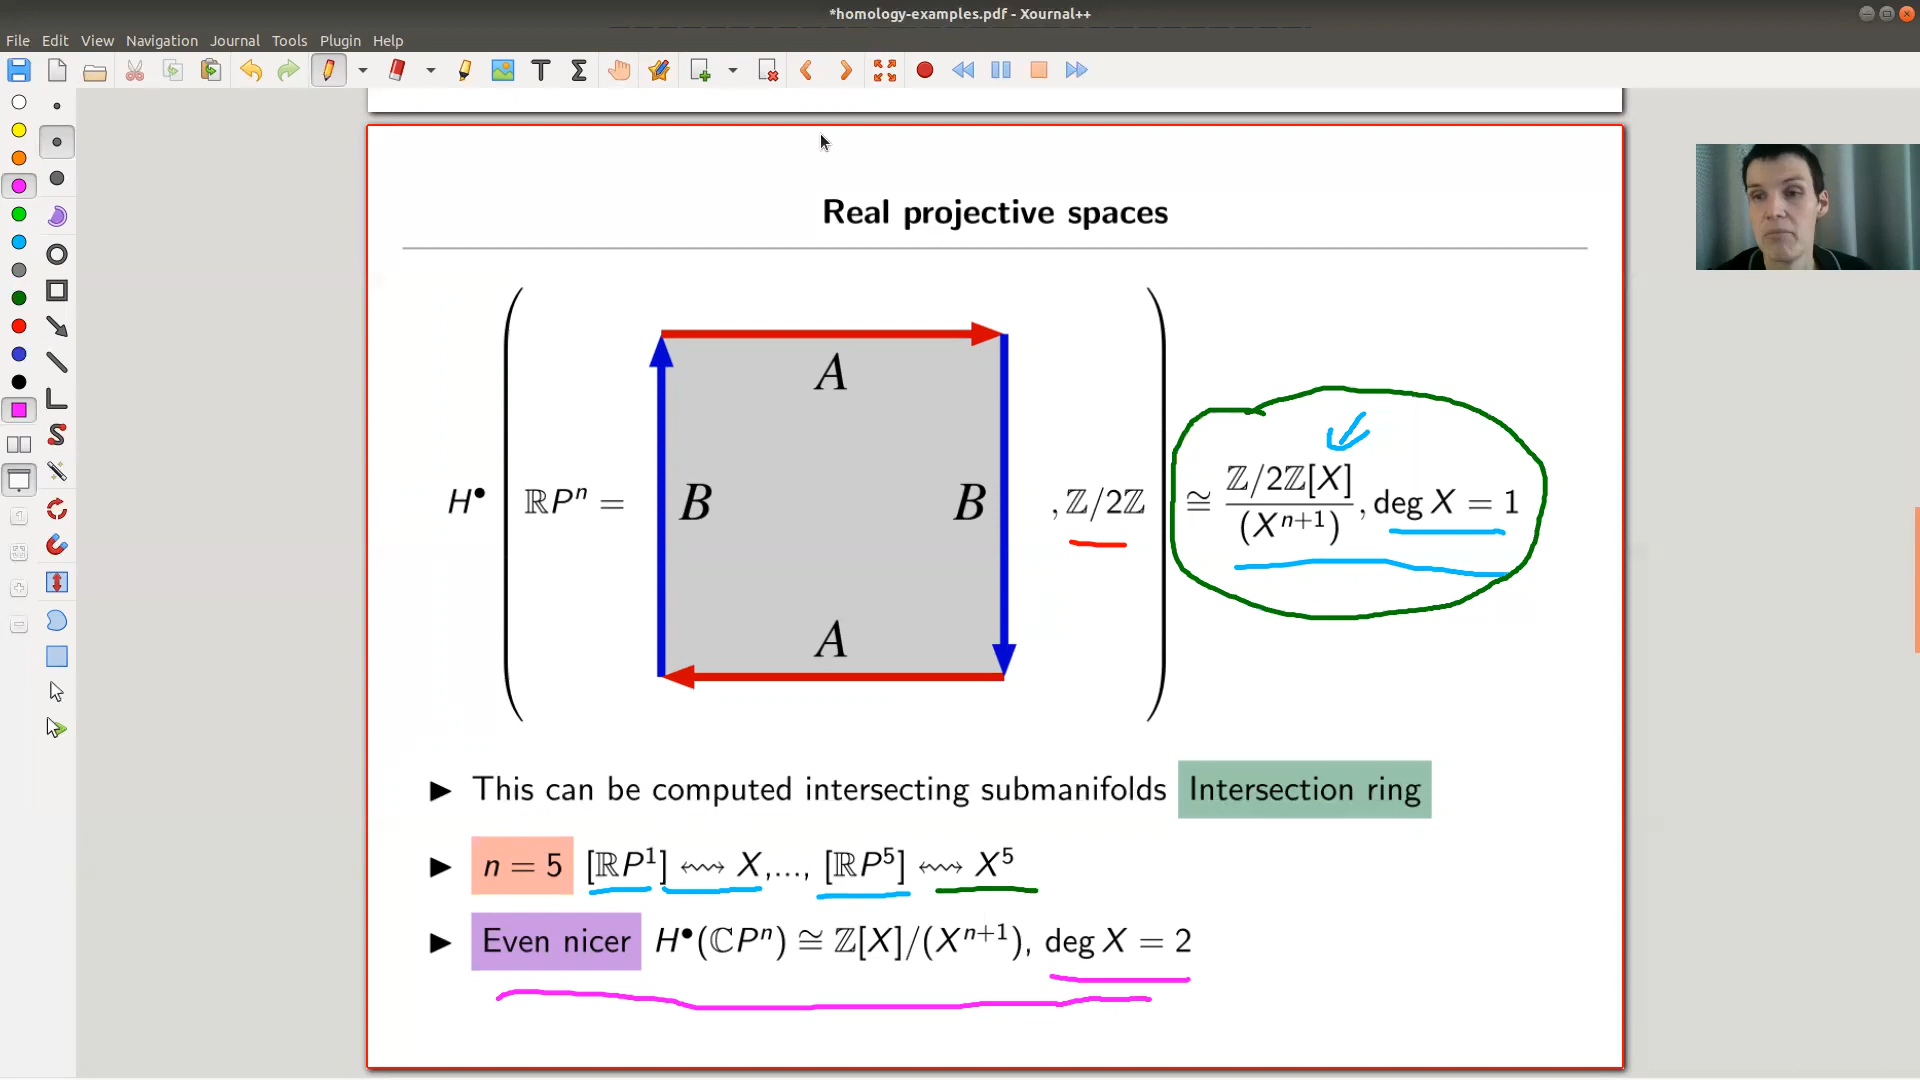 *homology-examples.pdf - Xournal++
File Edit View Navigation Journal Tools Plugin Help
Real projective spaces
H• ( ℝPⁿ = A B B A , ℤ/2ℤ ) ≅ ℤ/2ℤ[X] / (Xⁿ⁺¹) , deg X = 1
▶ This can be computed intersecting submanifolds Intersection ring
▶ n = 5 [ℝP¹] ⇝ X,..., [ℝP⁵] ⇝ X⁵
▶ Even nicer H•(ℂPⁿ) ≅ ℤ[X]/(Xⁿ⁺¹), deg X = 2